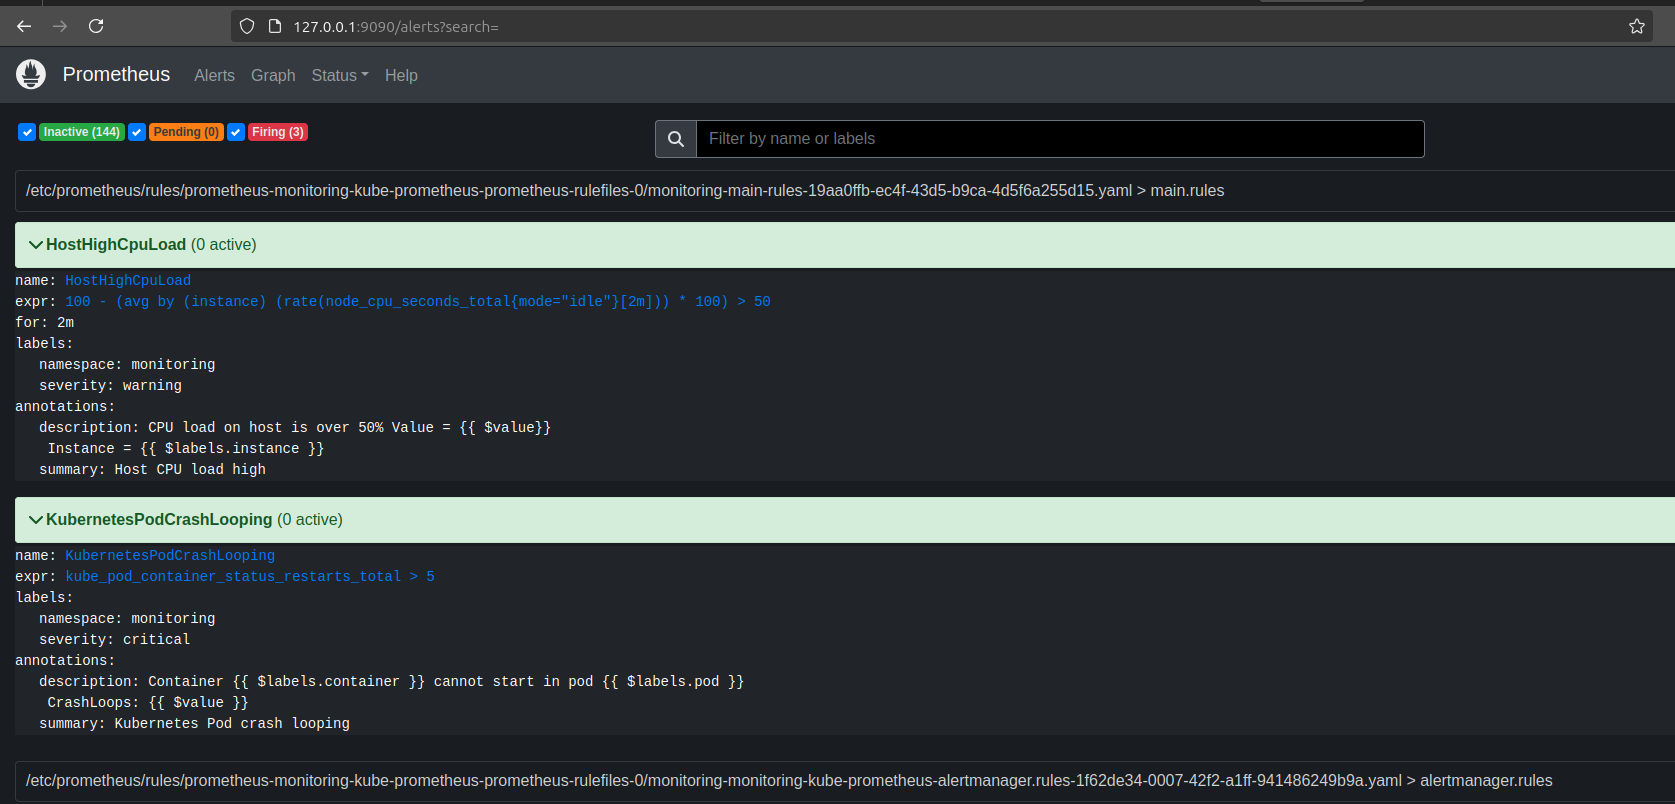 127.0.0.1:9090/alerts?search=
Prometheus Alerts Graph Status Help
Inactive (144) Pending (0) Firing (3)
Filter by name or labels
/etc/prometheus/rules/prometheus-monitoring-kube-prometheus-prometheus-rulefiles-0/monitoring-main-rules-19aa0ffb-ec4f-43d5-b9ca-4d5f6a255d15.yaml > main.rules
HostHighCpuLoad (0 active)
name: HostHighCpuLoad
expr: 100 - (avg by (instance) (rate(node_cpu_seconds_total{mode="idle"}[2m])) * 100) > 50
for: 2m
labels:
namespace: monitoring
severity: warning
annotations:
description: CPU load on host is over 50% Value = {{ $value}}
Instance = {{ $labels.instance }}
summary: Host CPU load high
KubernetesPodCrashLooping (0 active)
name: KubernetesPodCrashLooping
expr: kube_pod_container_status_restarts_total > 5
labels:
namespace: monitoring
severity: critical
annotations:
description: Container {{ $labels.container }} cannot start in pod {{ $labels.pod }}
CrashLoops: {{ $value }}
summary: Kubernetes Pod crash looping
/etc/prometheus/rules/prometheus-monitoring-kube-prometheus-prometheus-rulefiles-0/monitoring-monitoring-kube-prometheus-alertmanager.rules-1f62de34-0007-42f2-a1ff-941486249b9a.yaml > alertmanager.rules